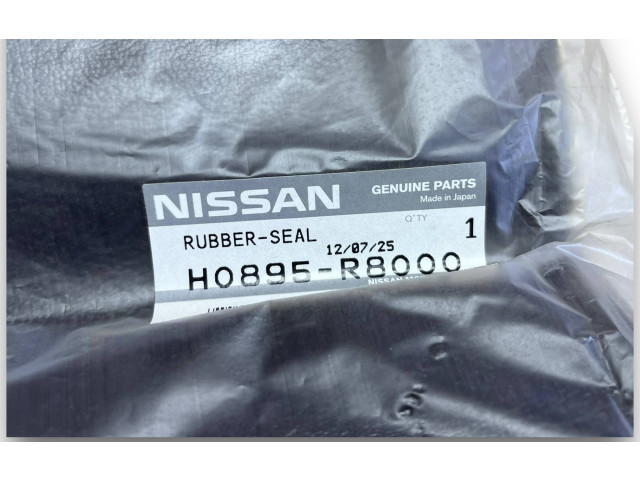 NISSAN
GENUINE PARTS
Made in Japan
Q'TY
RUBBER-SEAL
1
12/07/25
H0895-R8000